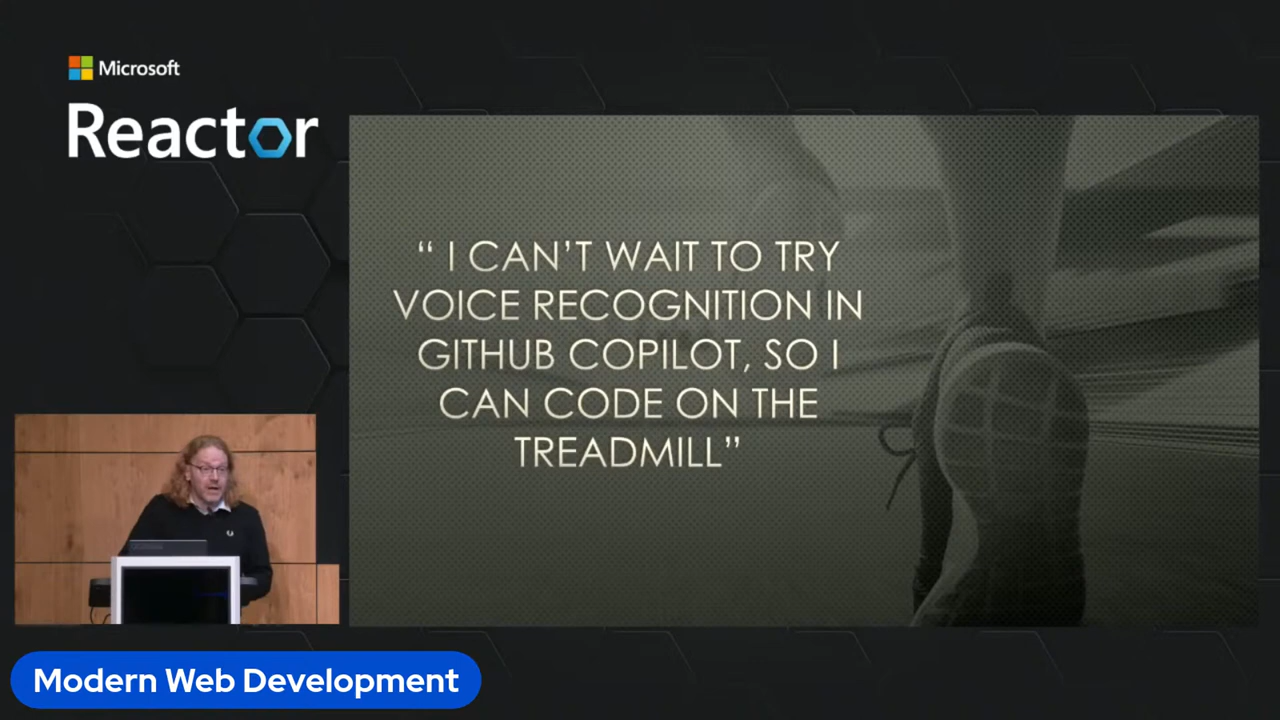 Microsoft
Reactor
“ I CAN’T WAIT TO TRY
VOICE RECOGNITION IN
GITHUB COPILOT, SO I
CAN CODE ON THE
TREADMILL”
Modern Web Development